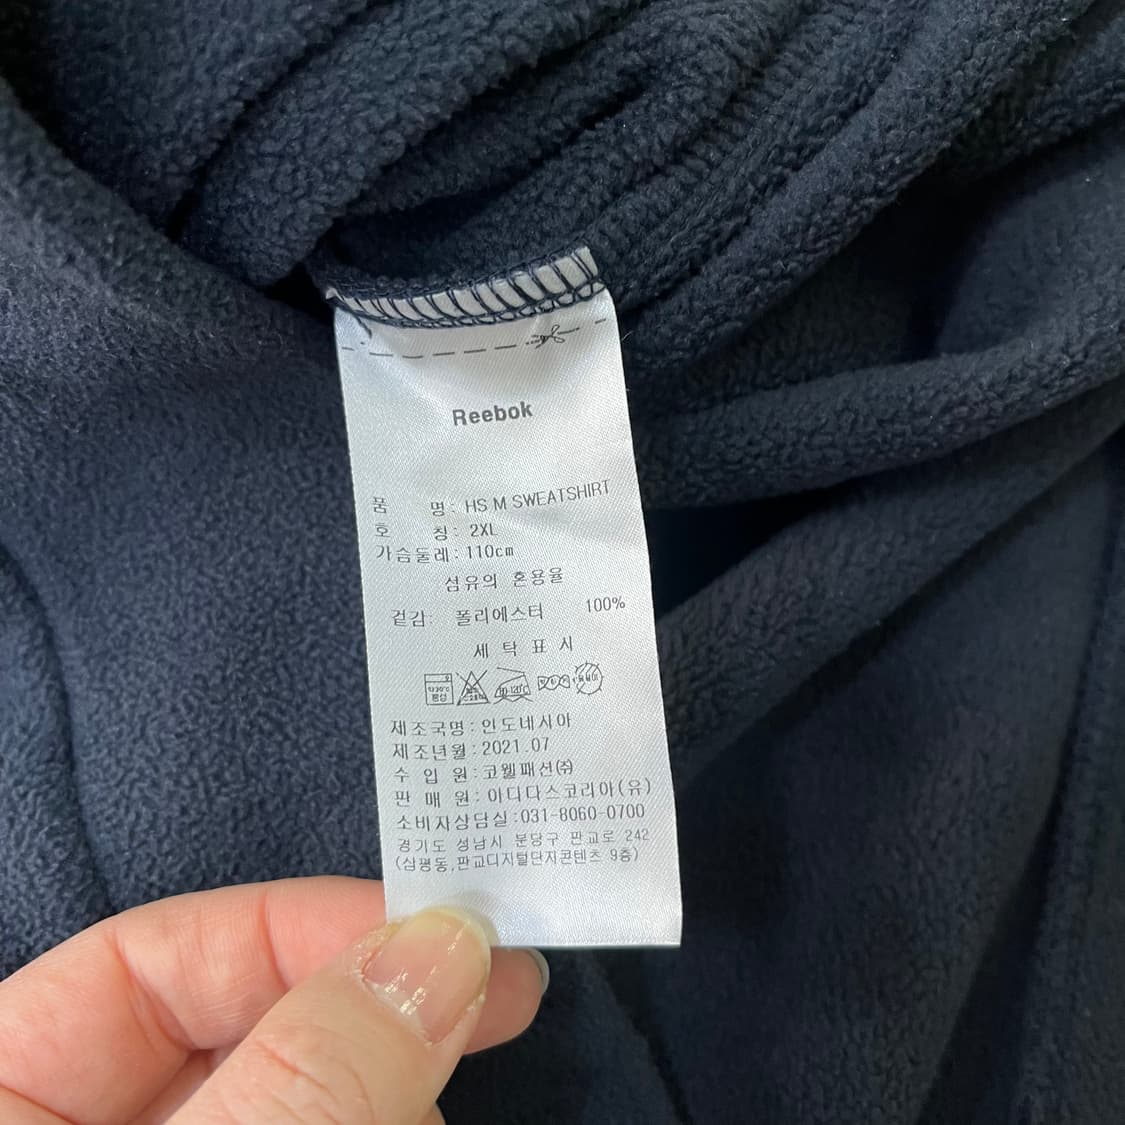 Reebok
품 명: HS M SWEATSHIRT
호 칭: 2XL
가슴둘레: 110cm
섬유의 혼용율
겉감: 폴리에스터 100%
세 탁 표 시
제조국명: 인도네시아
제조년월: 2021.07
수 입 원: 코웰패션㈜
판 매 원: 아디다스코리아(유)
소비자상담실: 031-8060-0700
경기도 성남시 분당구 판교로 242
(삼평동,판교디지털단지콘텐츠 9층)